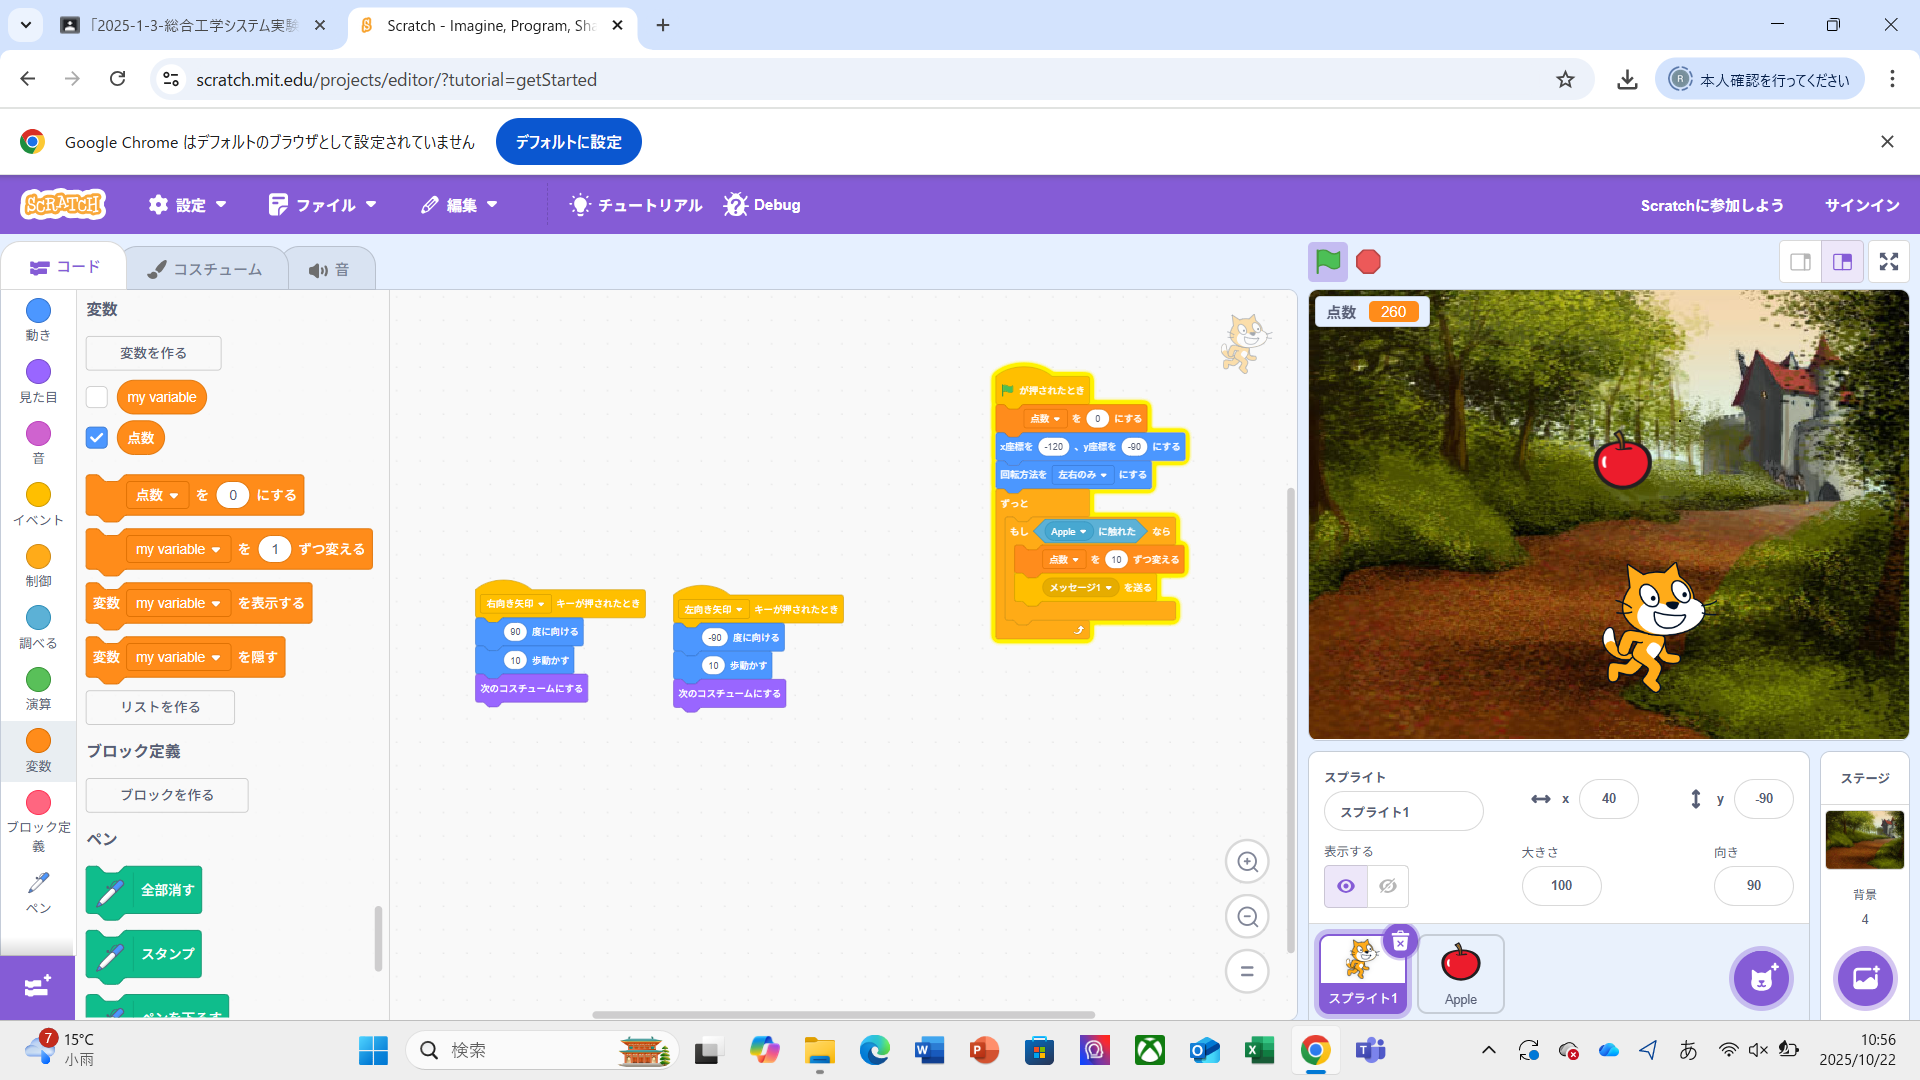 「2025-1-3-総合工学システム実験
Scratch - Imagine, Program, Sha
scratch.mit.edu/projects/editor/?tutorial=getStarted
R
本人確認を行ってください
Google Chrome はデフォルトのブラウザとして設定されていません
デフォルトに設定
SCRATCH
設定
ファイル
編集
チュートリアル
Debug
Scratchに参加しよう
サインイン
コード
コスチューム
音
動き
見た目
音
イベント
制御
調べる
演算
変数
ブロック定義
ペン
変数
変数を作る
my variable
点数
点数 を 0 にする
my variable を 1 ずつ変える
変数 my variable を表示する
変数 my variable を隠す
リストを作る
ブロック定義
ブロックを作る
ペン
全部消す
スタンプ
ペンを下ろす
右向き矢印 キーが押されたとき
90 度に向ける
10 歩動かす
次のコスチュームにする
左向き矢印 キーが押されたとき
-90 度に向ける
10 歩動かす
次のコスチュームにする
が押されたとき
点数 を 0 にする
x座標を -120 、y座標を -90 にする
回転方法を 左右のみ にする
ずっと
もし Apple に触れた なら
点数 を 10 ずつ変える
メッセージ1 を送る
点数 260
スプライト
スプライト1
x 40
y -90
表示する
大きさ
100
向き
90
スプライト1
Apple
ステージ
背景
4
7
15°C
小雨
検索
あ
10:56
2025/10/22